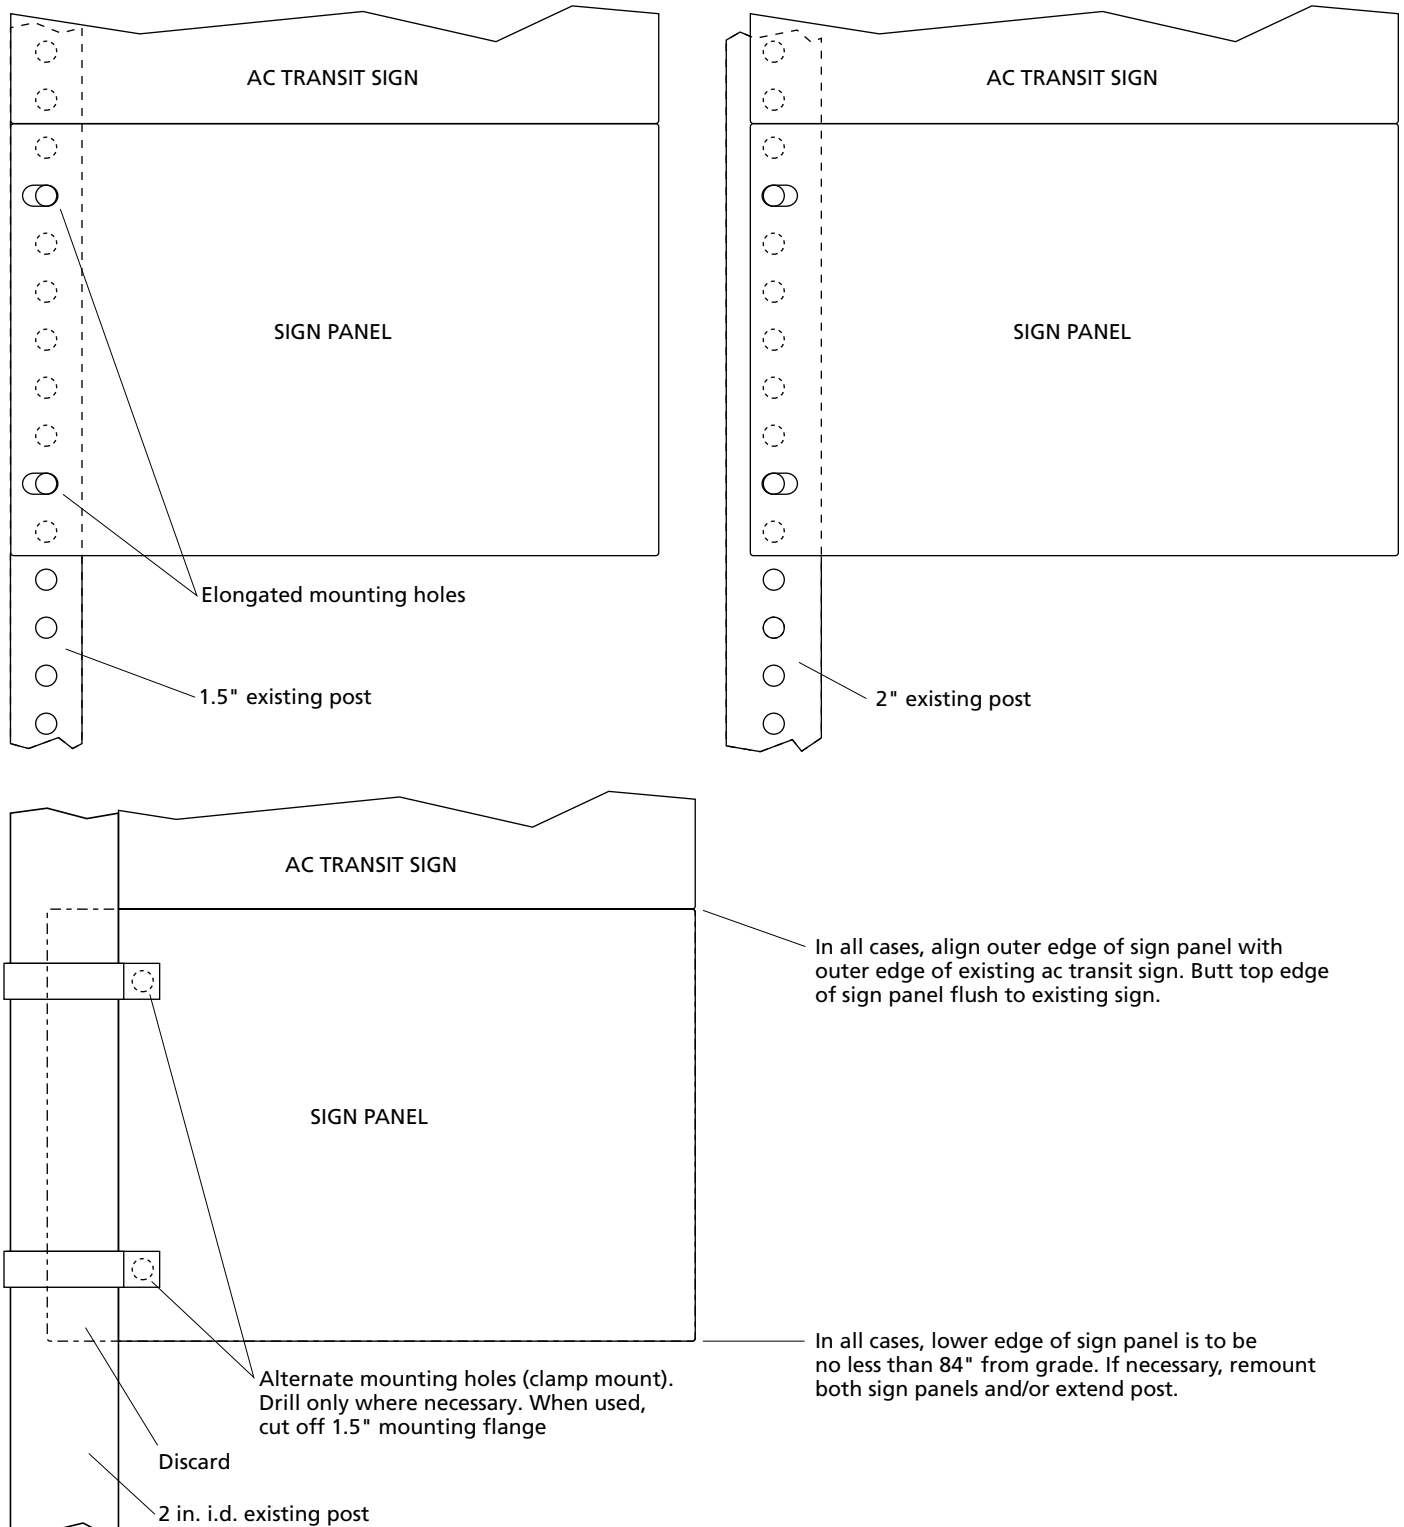 AC TRANSIT SIGN
SIGN PANEL
Elongated mounting holes
1.5" existing post
AC TRANSIT SIGN
SIGN PANEL
2" existing post
AC TRANSIT SIGN
SIGN PANEL
In all cases, align outer edge of sign panel with
outer edge of existing ac transit sign. Butt top edge
of sign panel flush to existing sign.
In all cases, lower edge of sign panel is to be
no less than 84" from grade. If necessary, remount
both sign panels and/or extend post.
Alternate mounting holes (clamp mount).
Drill only where necessary. When used,
cut off 1.5" mounting flange
Discard
2 in. i.d. existing post